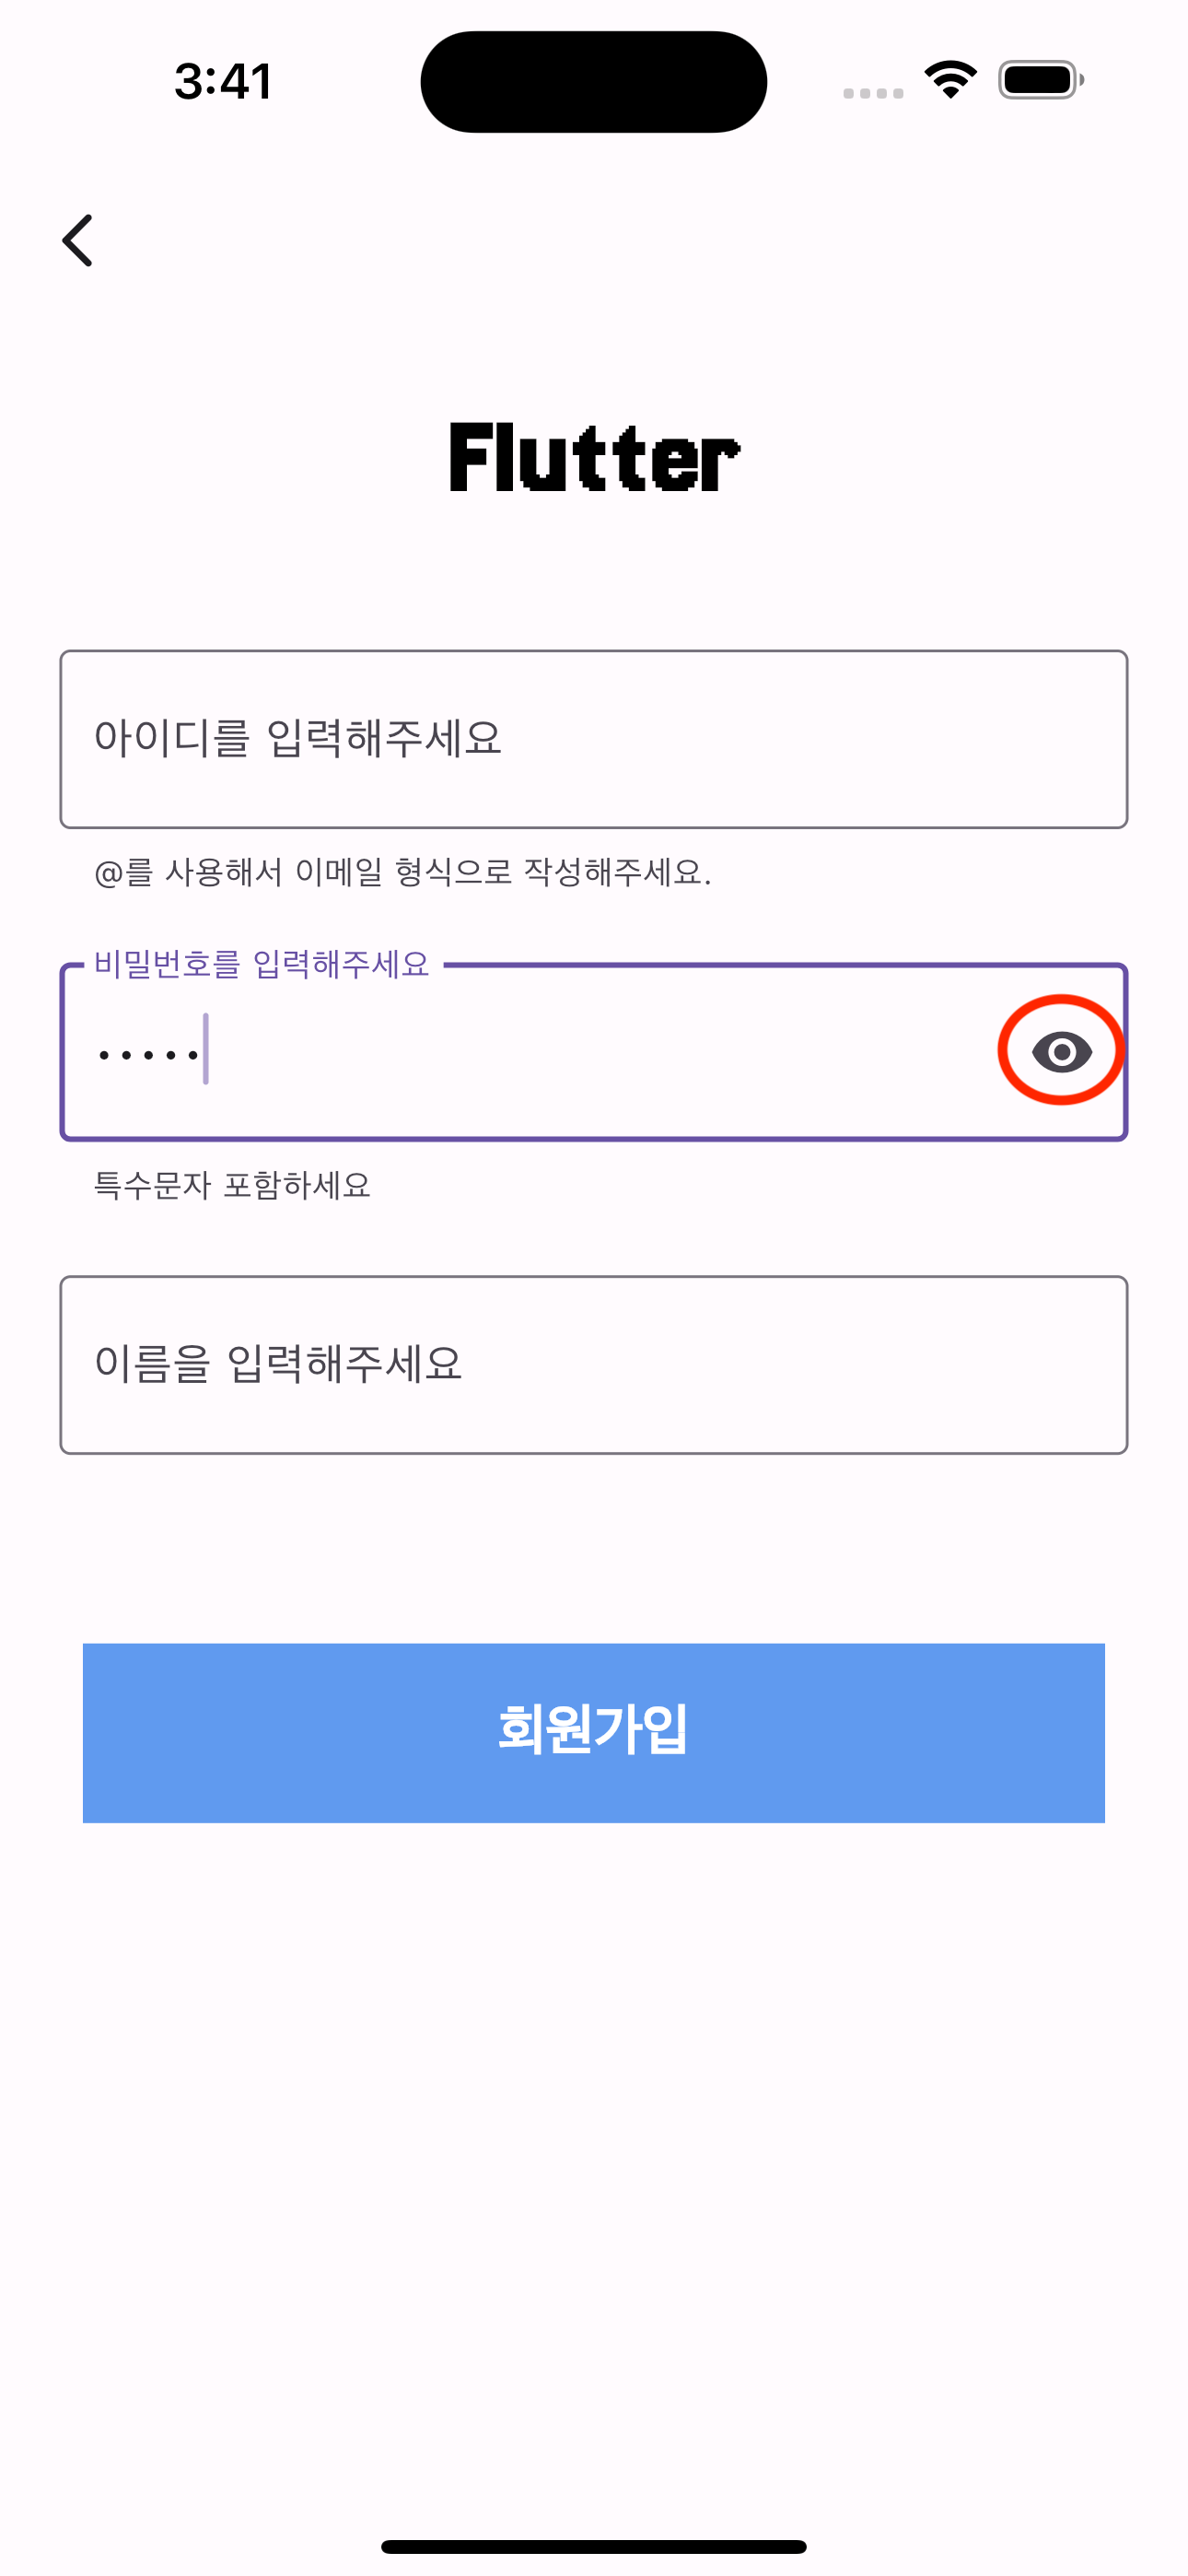 3:41
Flutter
아이디를 입력해주세요
@를 사용해서 이메일 형식으로 작성해주세요.
비밀번호를 입력해주세요
•••••
특수문자 포함하세요
이름을 입력해주세요
회원가입